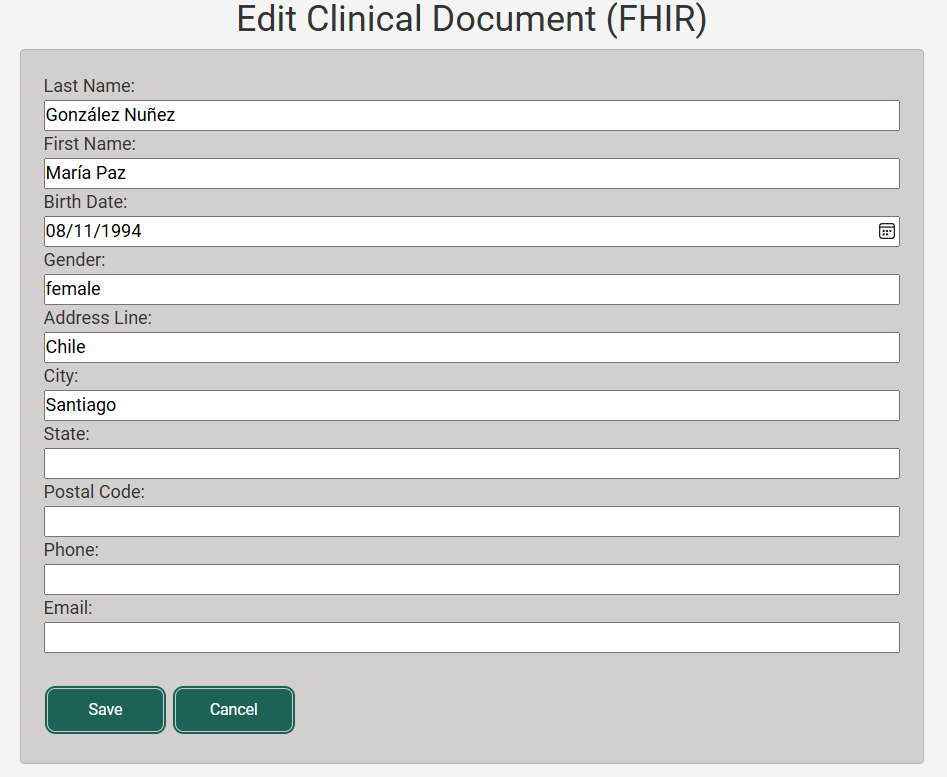 Edit Clinical Document (FHIR)
Last Name:
González Nuñez
First Name:
María Paz
Birth Date:
08/11/1994
Gender:
female
Address Line:
Chile
City:
Santiago
State:
Postal Code:
Phone:
Email:
Save Cancel